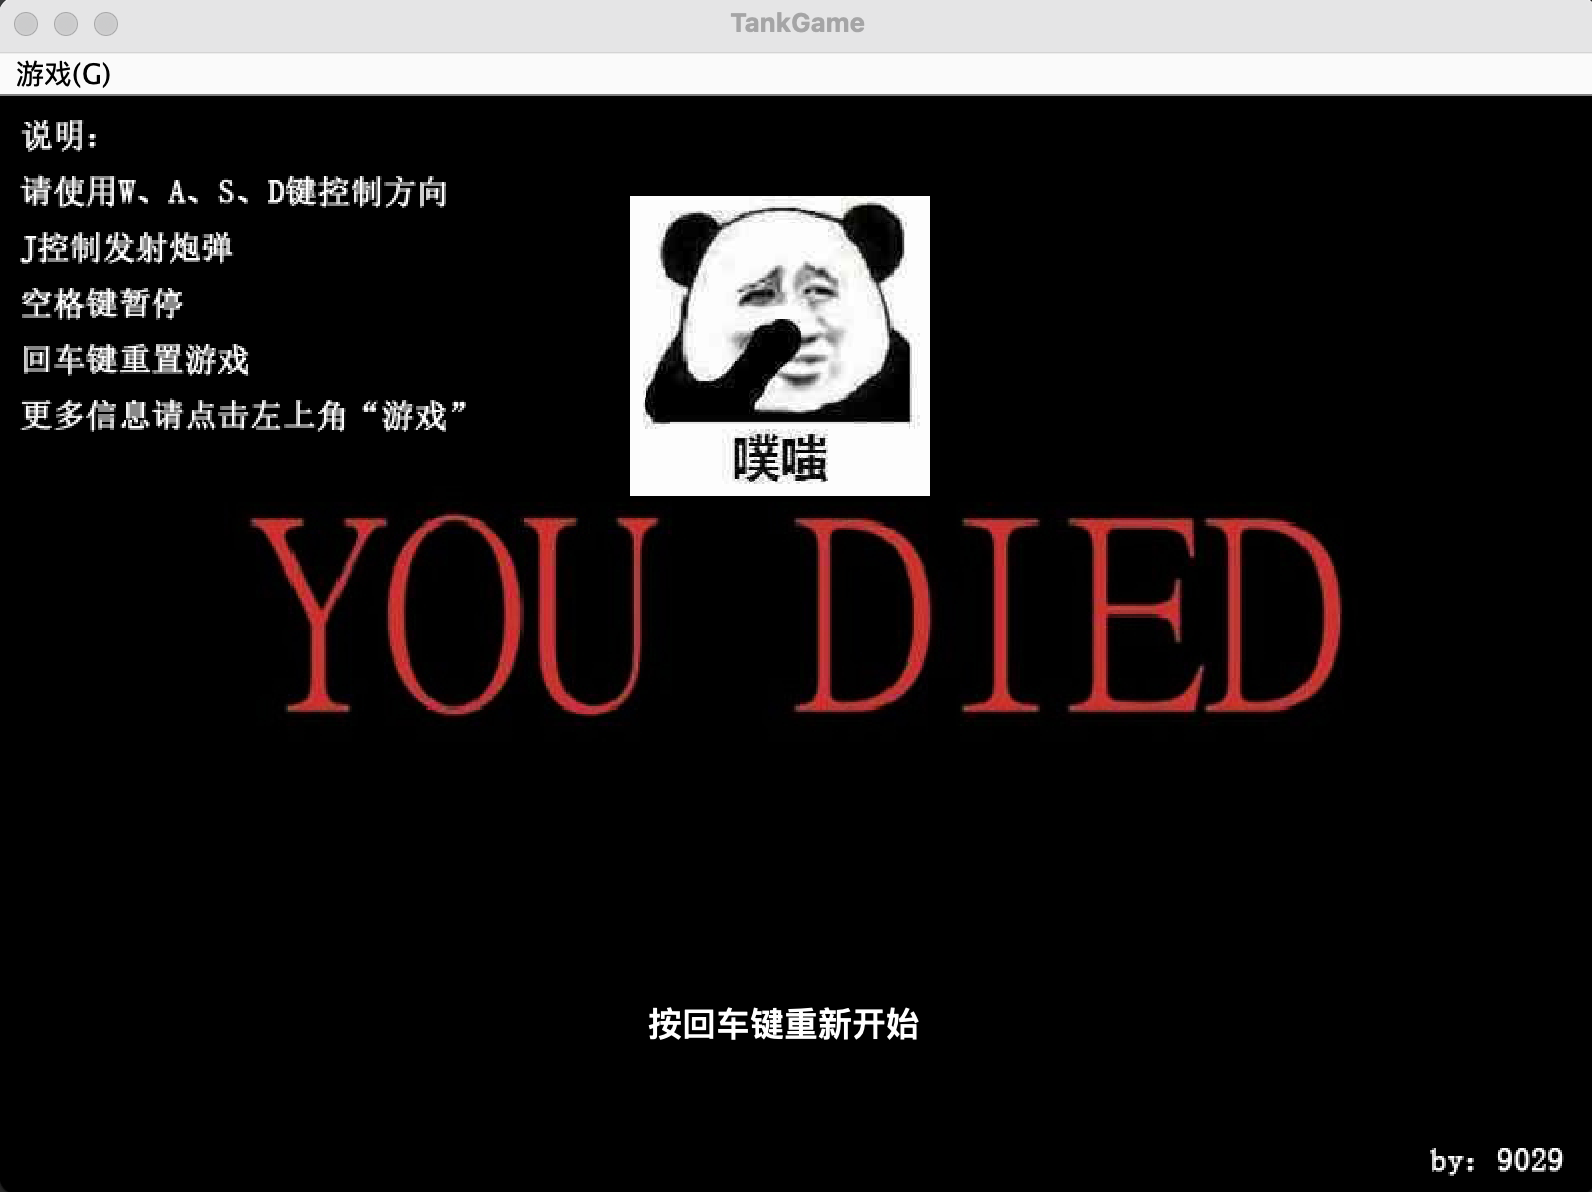 TankGame
游戏(G)
说明：
请使用W、A、S、D键控制方向
J控制发射炮弹
空格键暂停
回车键重置游戏
更多信息请点击左上角“游戏”
噗嗤
YOU DIED
按回车键重新开始
by：9029